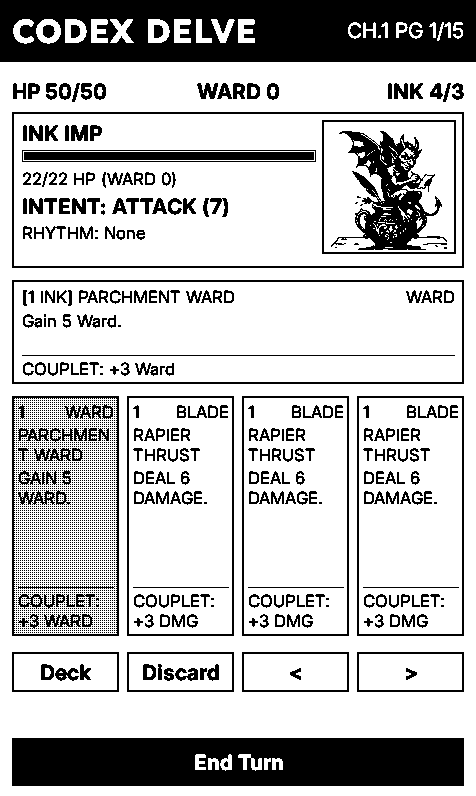 CODEX DELVE
CH.1 PG 1/15
HP 50/50 WARD 0 INK 4/3
INK IMP
22/22 HP (WARD 0)
INTENT: ATTACK (7)
RHYTHM: None
[1 INK] PARCHMENT WARD WARD
Gain 5 Ward.
COUPLET: +3 Ward
1 WARD
PARCHMEN
T WARD
GAIN 5
WARD.
COUPLET:
+3 WARD
1 BLADE
RAPIER
THRUST
DEAL 6
DAMAGE.
COUPLET:
+3 DMG
1 BLADE
RAPIER
THRUST
DEAL 6
DAMAGE.
COUPLET:
+3 DMG
1 BLADE
RAPIER
THRUST
DEAL 6
DAMAGE.
COUPLET:
+3 DMG
Deck Discard < >
End Turn